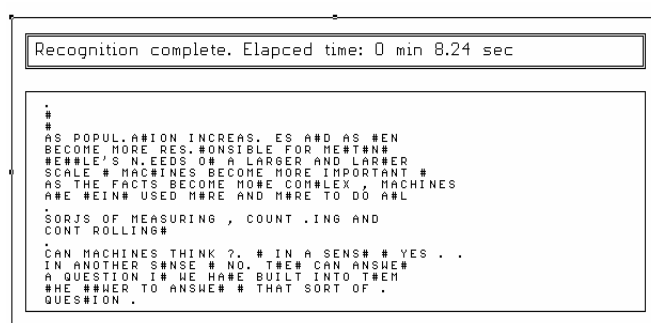 Recognition complete. Elapced time: 0 min 8.24 sec
.
#
#
AS POPUL.A#ION INCREAS. ES A#D AS #EN
BECOME MORE RES.#ONSIBLE FOR ME#T#N#
#E##LE'S N.EEDS O# A LARGER AND LAR#ER
SCALE # MAC#INES BECOME MORE IMPORTANT #
AS THE FACTS BECOME MO#E COM#LEX , MACHINES
A#E #EIN# USED M#RE AND M#RE TO DO A#L
.
SORJS OF MEASURING , COUNT .ING AND
CONT ROLLING#
.
CAN MACHINES THINK ?. # IN A SENS# # YES . .
IN ANOTHER S#NSE # NO. T#E# CAN ANSWE#
A QUESTION I# WE HA#E BUILT INTO T#EM
#HE ##WER TO ANSWE# # THAT SORT OF .
QUES#ION .